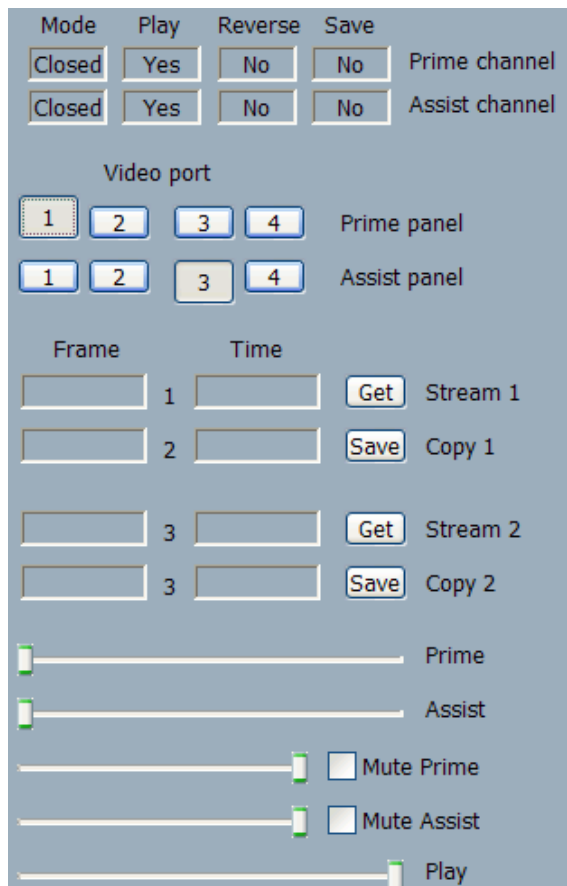 Mode Play Reverse Save
Closed Yes No No Prime channel
Closed Yes No No Assist channel
Video port
1 2 3 4 Prime panel
1 2 3 4 Assist panel
Frame Time
1 Get Stream 1
2 Save Copy 1
3 Get Stream 2
3 Save Copy 2
Prime
Assist
Mute Prime
Mute Assist
Play